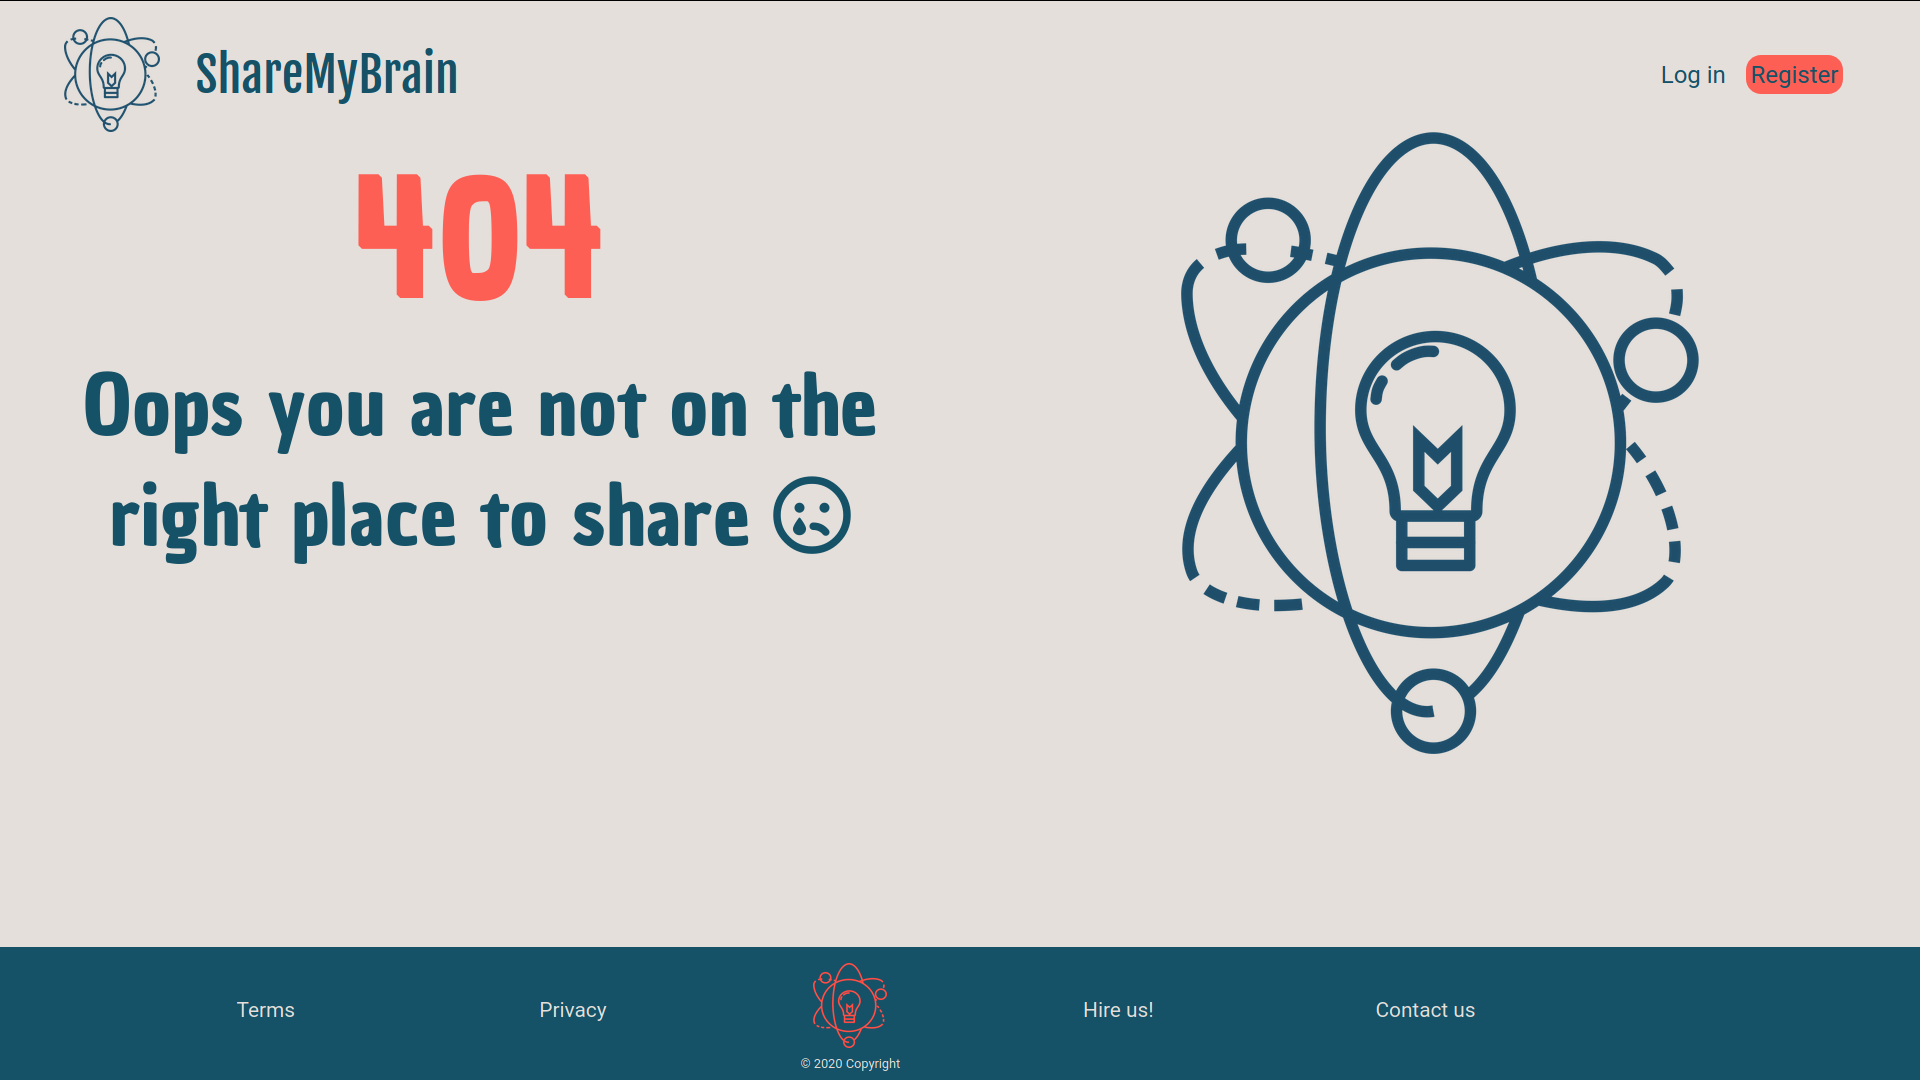 ShareMyBrain
Log in
Register
404
Oops you are not on the
right place to share
Terms
Privacy
Hire us!
Contact us
© 2020 Copyright